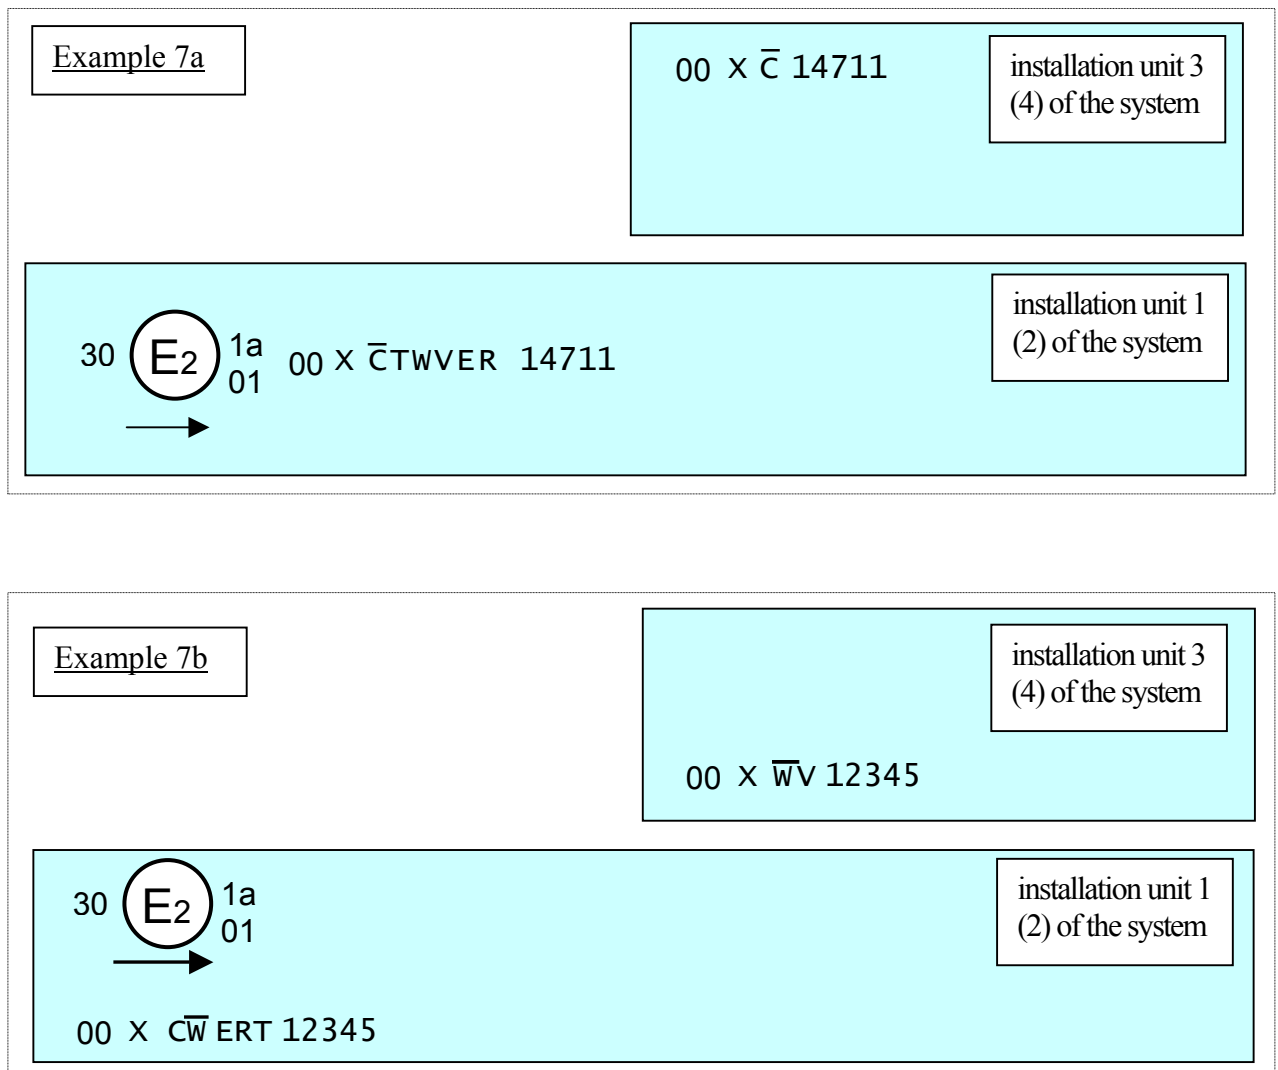 Example 7a
00 X C̅ 14711
installation unit 3
(4) of the system
installation unit 1
(2) of the system
30 E2 1a
01
00 X C̅TWVER 14711
Example 7b
installation unit 3
(4) of the system
00 X W̅V 12345
30 E2 1a
01
installation unit 1
(2) of the system
00 X CW̅ ERT 12345